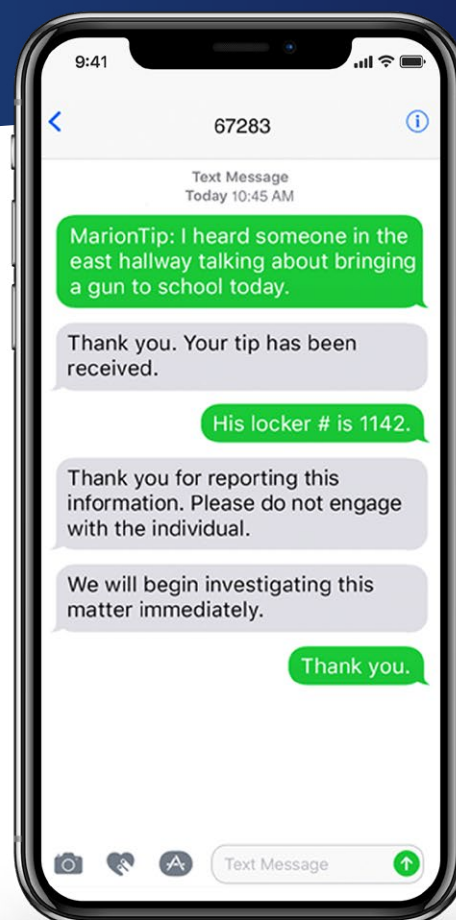 9:41
67283
Text Message
Today 10:45 AM
MarionTip: I heard someone in the
east hallway talking about bringing
a gun to school today.
Thank you. Your tip has been
received.
His locker # is 1142.
Thank you for reporting this
information. Please do not engage
with the individual.
We will begin investigating this
matter immediately.
Thank you.
Text Message